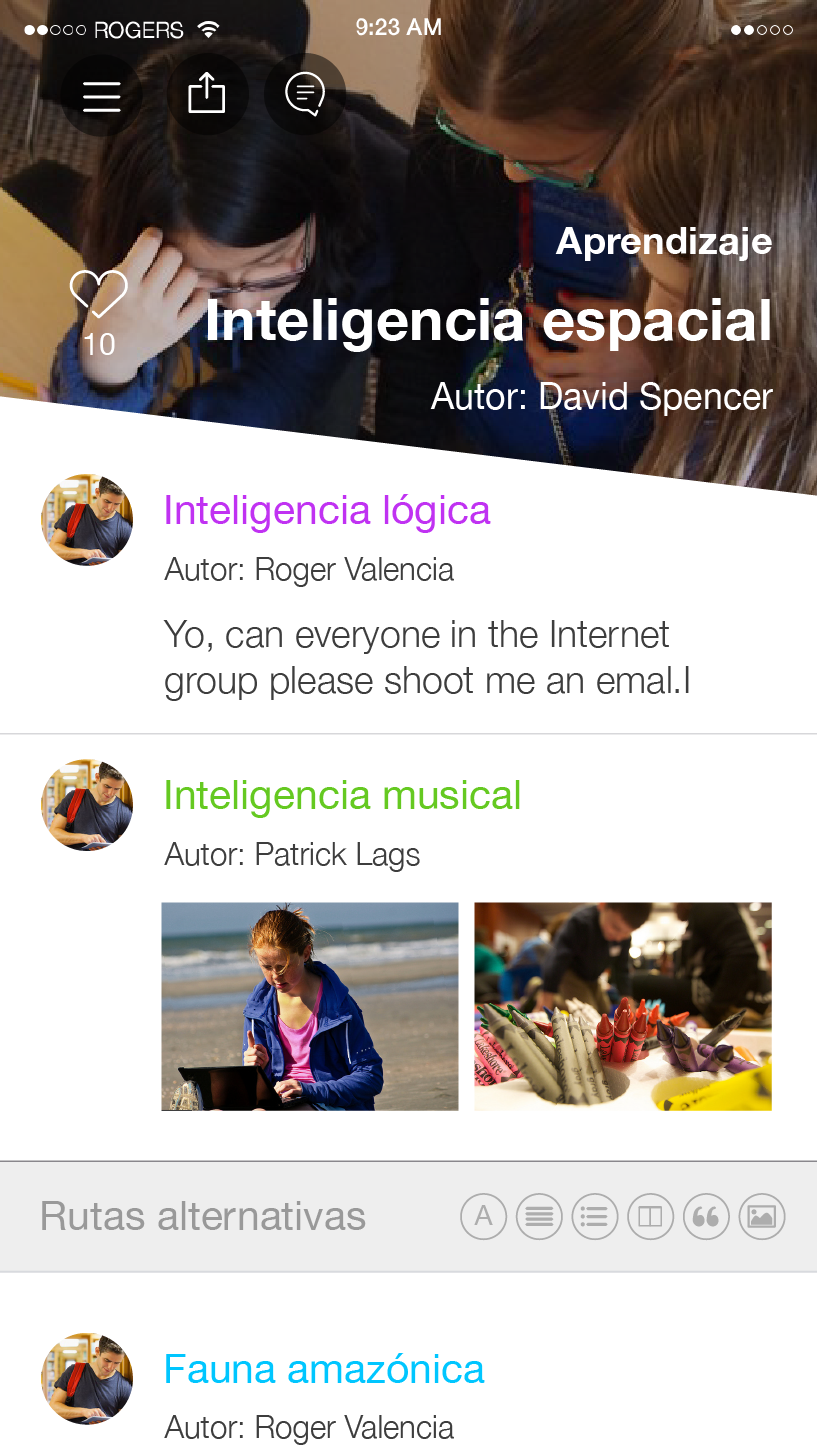 ROGERS 9:23 AM
Aprendizaje
Inteligencia espacial
10
Autor: David Spencer
Inteligencia lógica
Autor: Roger Valencia
Yo, can everyone in the Internet
group please shoot me an emal.I
Inteligencia musical
Autor: Patrick Lags
gray
gray
Rutas alternativas
A
Fauna amazónica
Autor: Roger Valencia